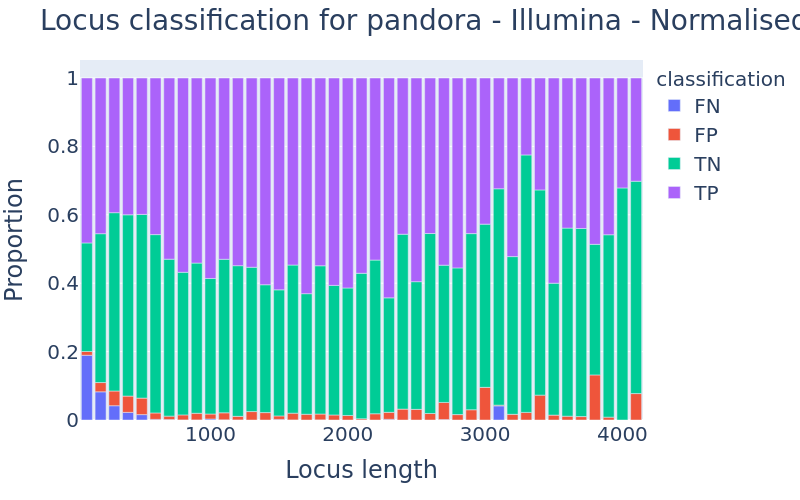 Locus classification for pandora - Illumina - Normalised
classification
FN
FP
TN
TP
Proportion
1
0.8
0.6
0.4
0.2
0
1000
2000
3000
4000
Locus length